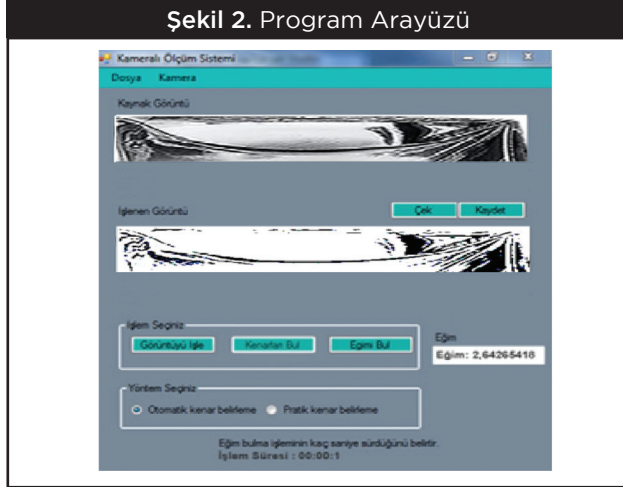 Şekil 2. Program Arayüzü
Kameralı Ölçüm Sistemi
Dosya Kamera
Kaynak Görüntü
İşlenen Görüntü
Çek Kaydet
İşlem Seçiniz
Görüntüyü İşle Kenarları Bul Eğimi Bul
Eğim
Eğim: 2,64265418
Yöntem Seçiniz
Otomatik kenar belirleme Pratik kenar belirleme
Eğim bulma işleminin kaç saniye sürdüğünü belirtir.
İşlem Süresi : 00:00:1